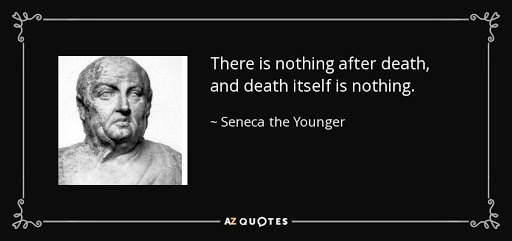 There is nothing after death,
and death itself is nothing.
~ Seneca the Younger
AZ QUOTES